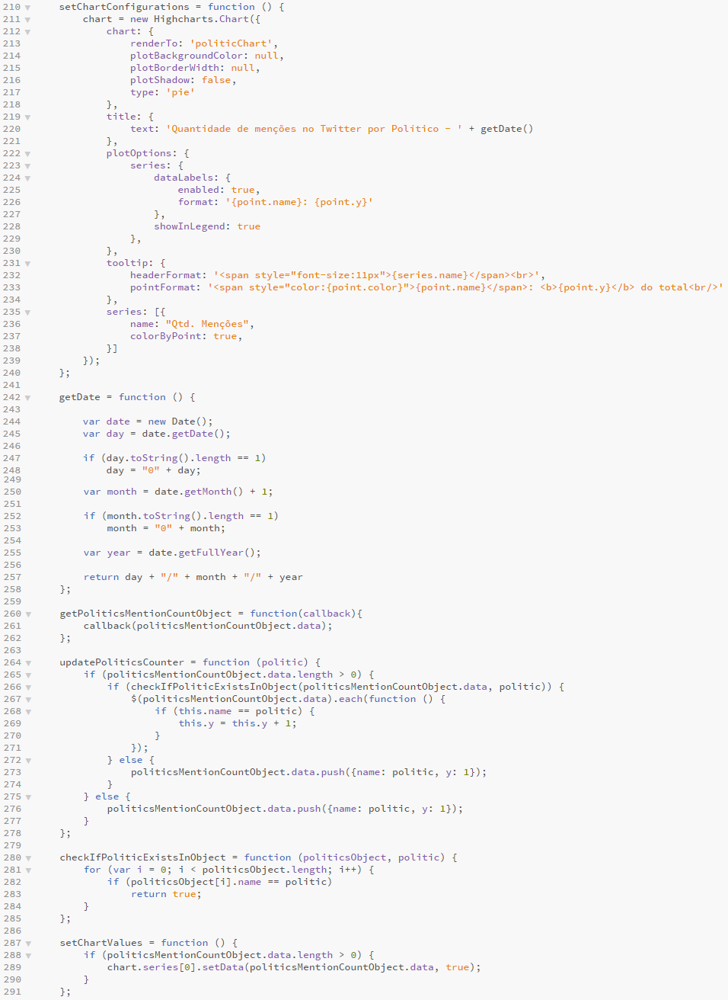 210 ▼     setChartConfigurations = function () {
211 ▼         chart = new Highcharts.Chart({
212 ▼             chart: {
213                   renderTo: 'politicChart',
214                   plotBackgroundColor: null,
215                   plotBorderWidth: null,
216                   plotShadow: false,
217                   type: 'pie'
218               },
219 ▼             title: {
220                   text: 'Quantidade de menções no Twitter por Político - ' + getDate()
221               },
222 ▼             plotOptions: {
223 ▼                 series: {
224 ▼                     dataLabels: {
225                           enabled: true,
226                           format: '{point.name}: {point.y}'
227                       },
228                       showInLegend: true
229                   },
230               },
231 ▼             tooltip: {
232                   headerFormat: '<span style="font-size:11px">{series.name}</span><br>',
233                   pointFormat: '<span style="color:{point.color}">{point.name}</span>: <b>{point.y}</b> do total<br/>'
234               },
235 ▼             series: [{
236                   name: "Qtd. Menções",
237                   colorByPoint: true,
238               }]
239           });
240       };
241
242 ▼     getDate = function () {
243
244           var date = new Date();
245           var day = date.getDate();
246
247           if (day.toString().length == 1)
248               day = "0" + day;
249
250           var month = date.getMonth() + 1;
251
252           if (month.toString().length == 1)
253               month = "0" + month;
254
255           var year = date.getFullYear();
256
257           return day + "/" + month + "/" + year
258       };
259
260 ▼     getPoliticsMentionCountObject = function(callback){
261           callback(politicsMentionCountObject.data);
262       };
263
264 ▼     updatePoliticsCounter = function (politic) {
265 ▼         if (politicsMentionCountObject.data.length > 0) {
266 ▼             if (checkIfPoliticExistsInObject(politicsMentionCountObject.data, politic)) {
267 ▼                 $(politicsMentionCountObject.data).each(function () {
268 ▼                     if (this.name == politic) {
269                           this.y = this.y + 1;
270                       }
271                   });
272 ▼             } else {
273                   politicsMentionCountObject.data.push({name: politic, y: 1});
274               }
275 ▼         } else {
276               politicsMentionCountObject.data.push({name: politic, y: 1});
277           }
278       };
279
280 ▼     checkIfPoliticExistsInObject = function (politicsObject, politic) {
281 ▼         for (var i = 0; i < politicsObject.length; i++) {
282               if (politicsObject[i].name == politic)
283                   return true;
284           }
285       };
286
287 ▼     setChartValues = function () {
288 ▼         if (politicsMentionCountObject.data.length > 0) {
289               chart.series[0].setData(politicsMentionCountObject.data, true);
290           }
291       };